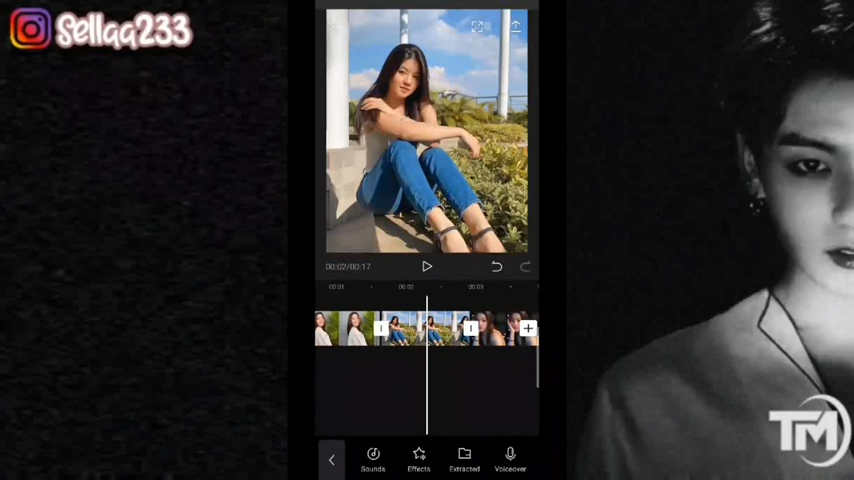 Sellaa233
00:02/00:17
00:01
00:02
00:03
Sounds
Effects
Extracted
Voiceover
TM